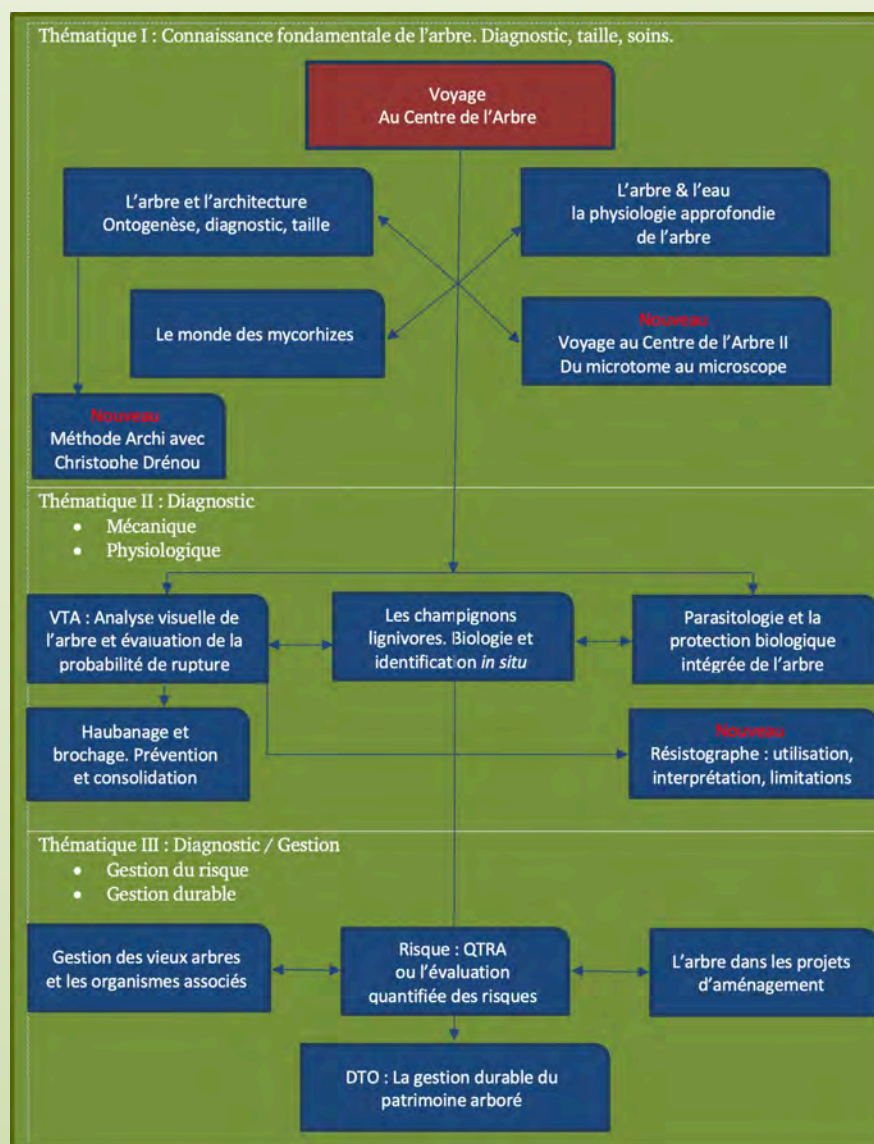 Thématique I : Connaissance fondamentale de l'arbre. Diagnostic, taille, soins.
Voyage
Au Centre de l'Arbre
L'arbre et l'architecture
Ontogenèse, diagnostic, taille
L'arbre & l'eau
la physiologie approfondie
de l'arbre
Le monde des mycorhizes
Nouveau
Voyage au Centre de l'Arbre II
Du microtome au microscope
Nouveau
Méthode Archi avec
Christophe Drénou
Thématique II : Diagnostic
• Mécanique
• Physiologique
VTA : Analyse visuelle de
l'arbre et évaluation de la
probabilité de rupture
Les champignons
lignivores. Biologie et
identification in situ
Parasitologie et la
protection biologique
intégrée de l'arbre
Haubanage et
brochage. Prévention
et consolidation
Nouveau
Résistographe : utilisation,
interprétation, limitations
Thématique III : Diagnostic / Gestion
• Gestion du risque
• Gestion durable
Gestion des vieux arbres
et les organismes associés
Risque : QTRA
ou l'évaluation
quantifiée des risques
L'arbre dans les projets
d'aménagement
DTO : La gestion durable du
patrimoine arboré